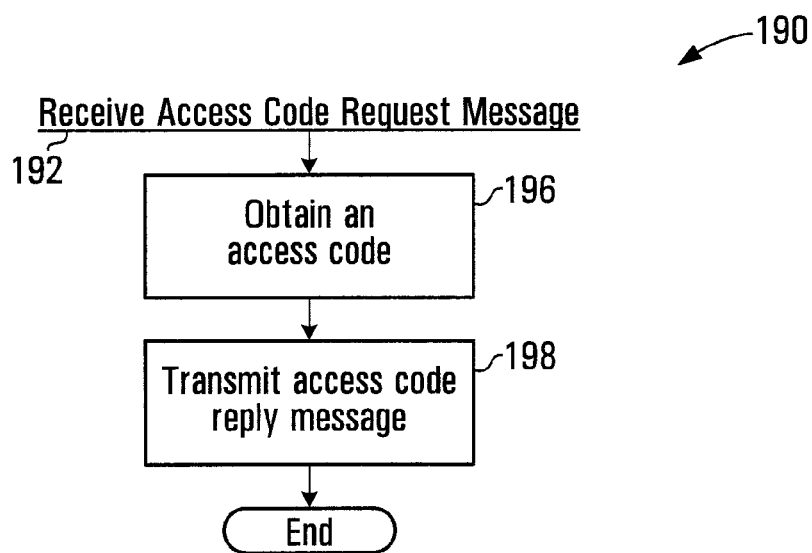 190
Receive Access Code Request Message
192
196
Obtain an
access code
198
Transmit access code
reply message
End